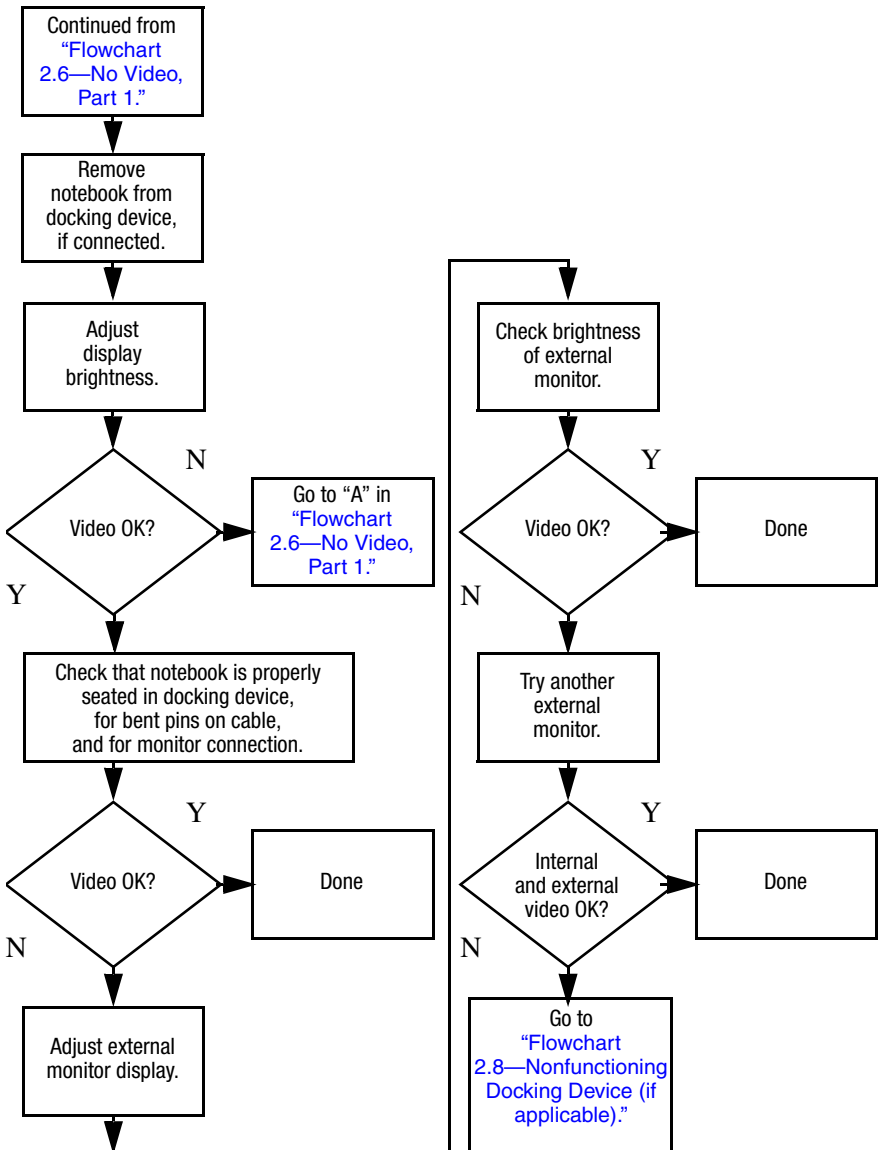 Continued from
“Flowchart
2.6—No Video,
Part 1.”
Remove
notebook from
docking device,
if connected.
Adjust
display
brightness.
N
Video OK?
Go to “A” in
“Flowchart
2.6—No Video,
Part 1.”
Y
Check that notebook is properly
seated in docking device,
for bent pins on cable,
and for monitor connection.
Y
Video OK?
Done
N
Adjust external
monitor display.
Check brightness
of external
monitor.
Y
Video OK?
Done
N
Try another
external
monitor.
Y
Internal
and external
video OK?
Done
N
Go to
“Flowchart
2.8—Nonfunctioning
Docking Device (if
applicable).”